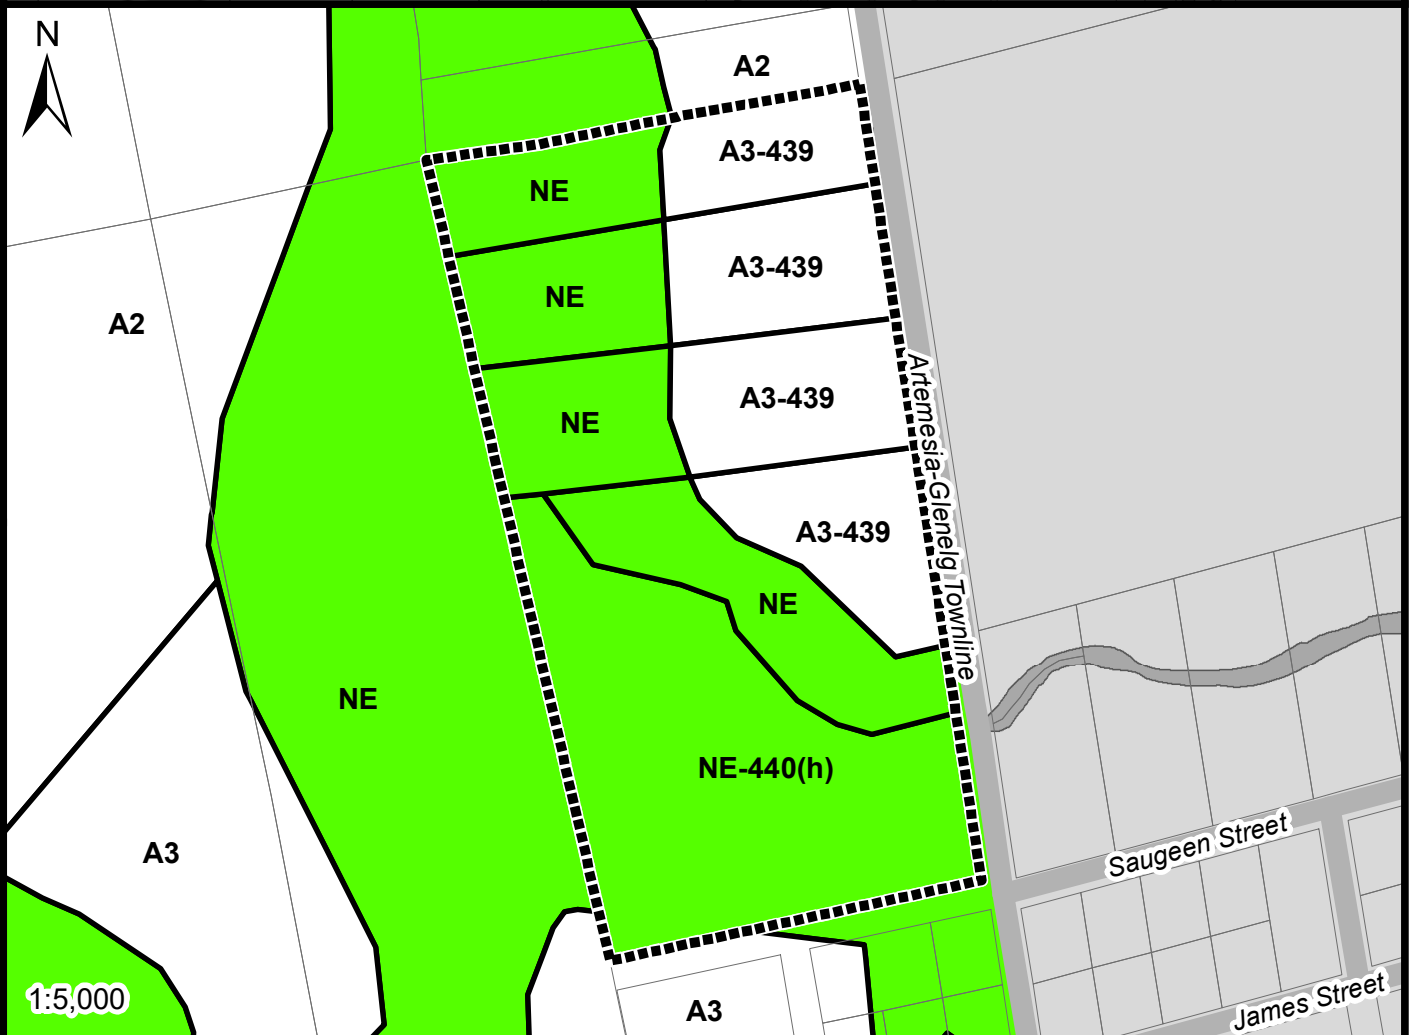 N
A2
A3-439
NE
A3-439
NE
A2
A3-439
NE
Artemesia-Glenelg Townline
A3-439
NE
NE
NE-440(h)
Saugeen Street
A3
1:5,000
A3
James Street